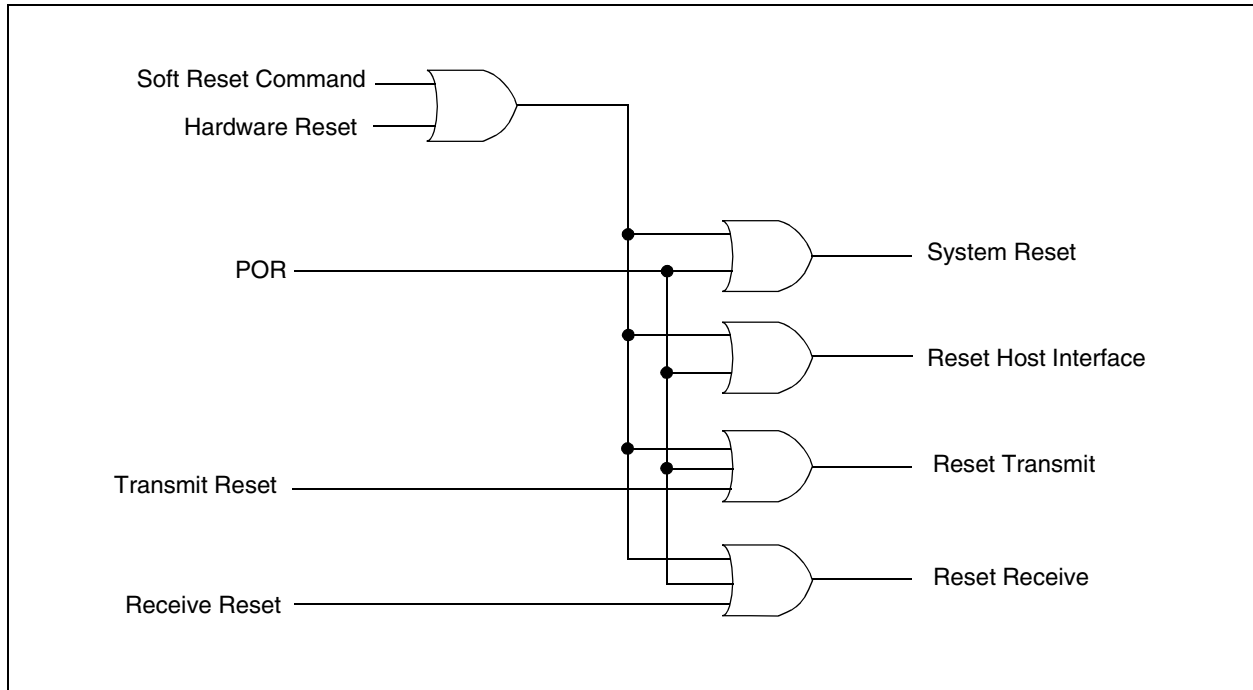 Soft Reset Command
Hardware Reset
System Reset
POR
Reset Host Interface
Reset Transmit
Transmit Reset
Reset Receive
Receive Reset